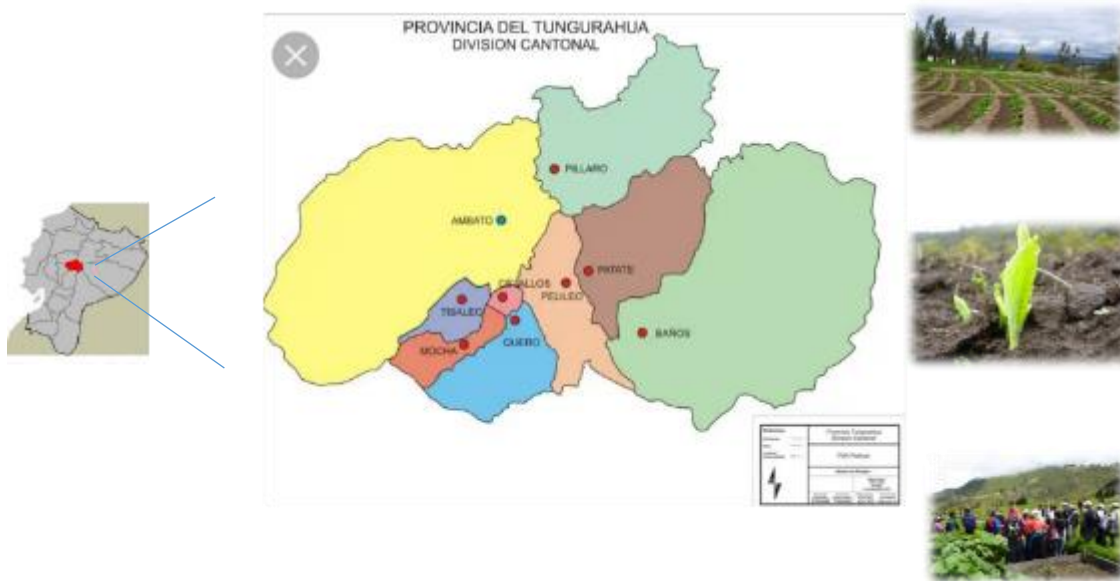 PROVINCIA DEL TUNGURAHUA
DIVISION CANTONAL
PILLARO
AMBATO
PATATE
CEVALLOS
PELILEO
TISALEO
QUERO
BAÑOS
MOCHA